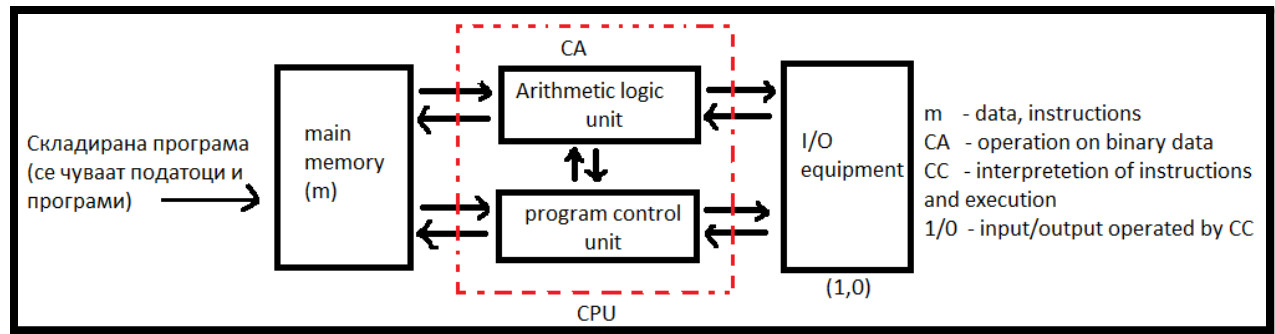 Складирана програма
(се чуваат податоци и
програми)
main
memory
(m)
CA
Arithmetic logic
unit
program control
unit
CPU
I/O
equipment
(1,0)
m - data, instructions
CA - operation on binary data
CC - interpretetion of instructions
and execution
1/0 - input/output operated by CC